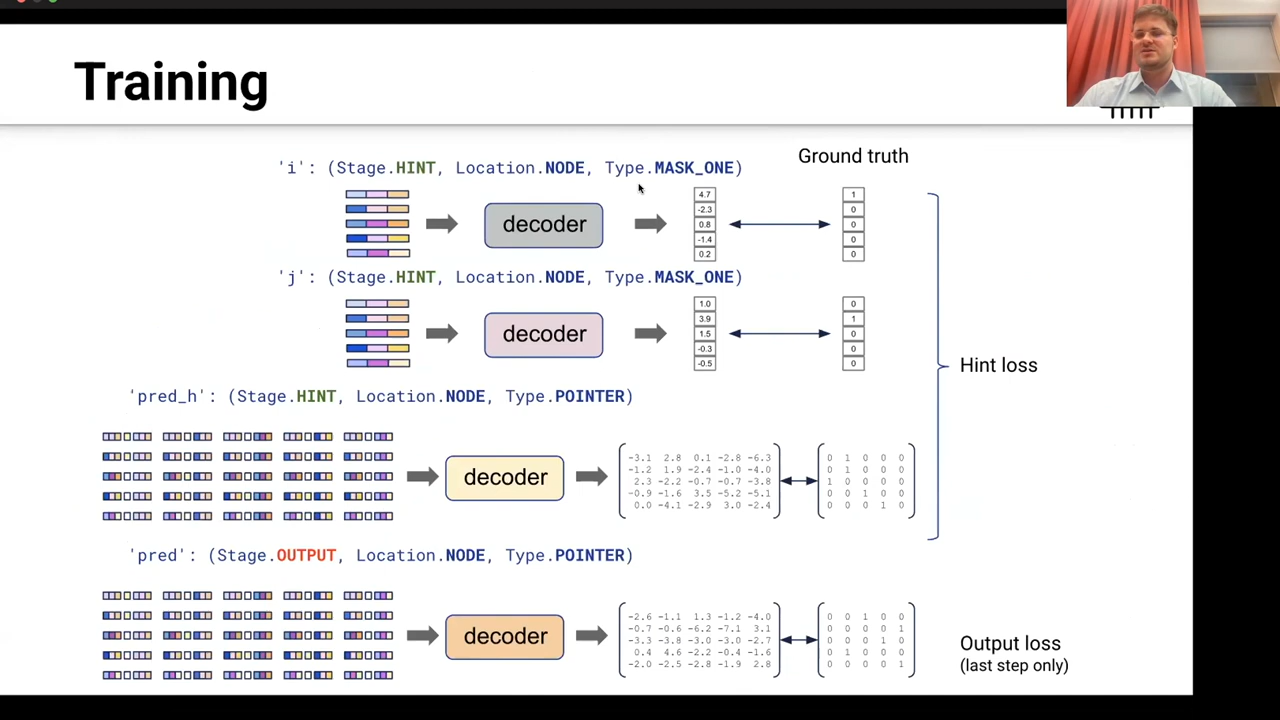 Training
'i': (Stage.HINT, Location.NODE, Type.MASK_ONE)
Ground truth
decoder
4.7
-2.3
0.8
-1.4
0.2
1
0
0
0
0
'j': (Stage.HINT, Location.NODE, Type.MASK_ONE)
decoder
1.0
3.9
1.5
-0.3
-0.5
0
1
0
0
0
Hint loss
'pred_h': (Stage.HINT, Location.NODE, Type.POINTER)
decoder
-3.1 2.8 0.1 -2.8 -6.3
-1.2 1.9 -2.4 -1.0 -4.0
2.3 -2.2 -0.7 -0.7 -3.8
-0.9 -1.6 3.5 -5.2 -5.1
0.0 -4.1 -2.9 3.0 -2.4
0 1 0 0 0
0 1 0 0 0
1 0 0 0 0
0 0 1 0 0
0 0 0 1 0
'pred': (Stage.OUTPUT, Location.NODE, Type.POINTER)
decoder
-2.6 -1.1 1.3 -1.2 -4.0
-0.7 -0.6 -6.2 -7.1 3.1
-3.3 -3.8 -3.0 -3.0 -2.7
0.4 4.6 -2.2 -0.4 -1.6
-2.0 -2.5 -2.8 -1.9 2.8
0 0 1 0 0
0 0 0 0 1
0 0 0 1 0
0 1 0 0 0
0 0 0 0 1
Output loss
(last step only)